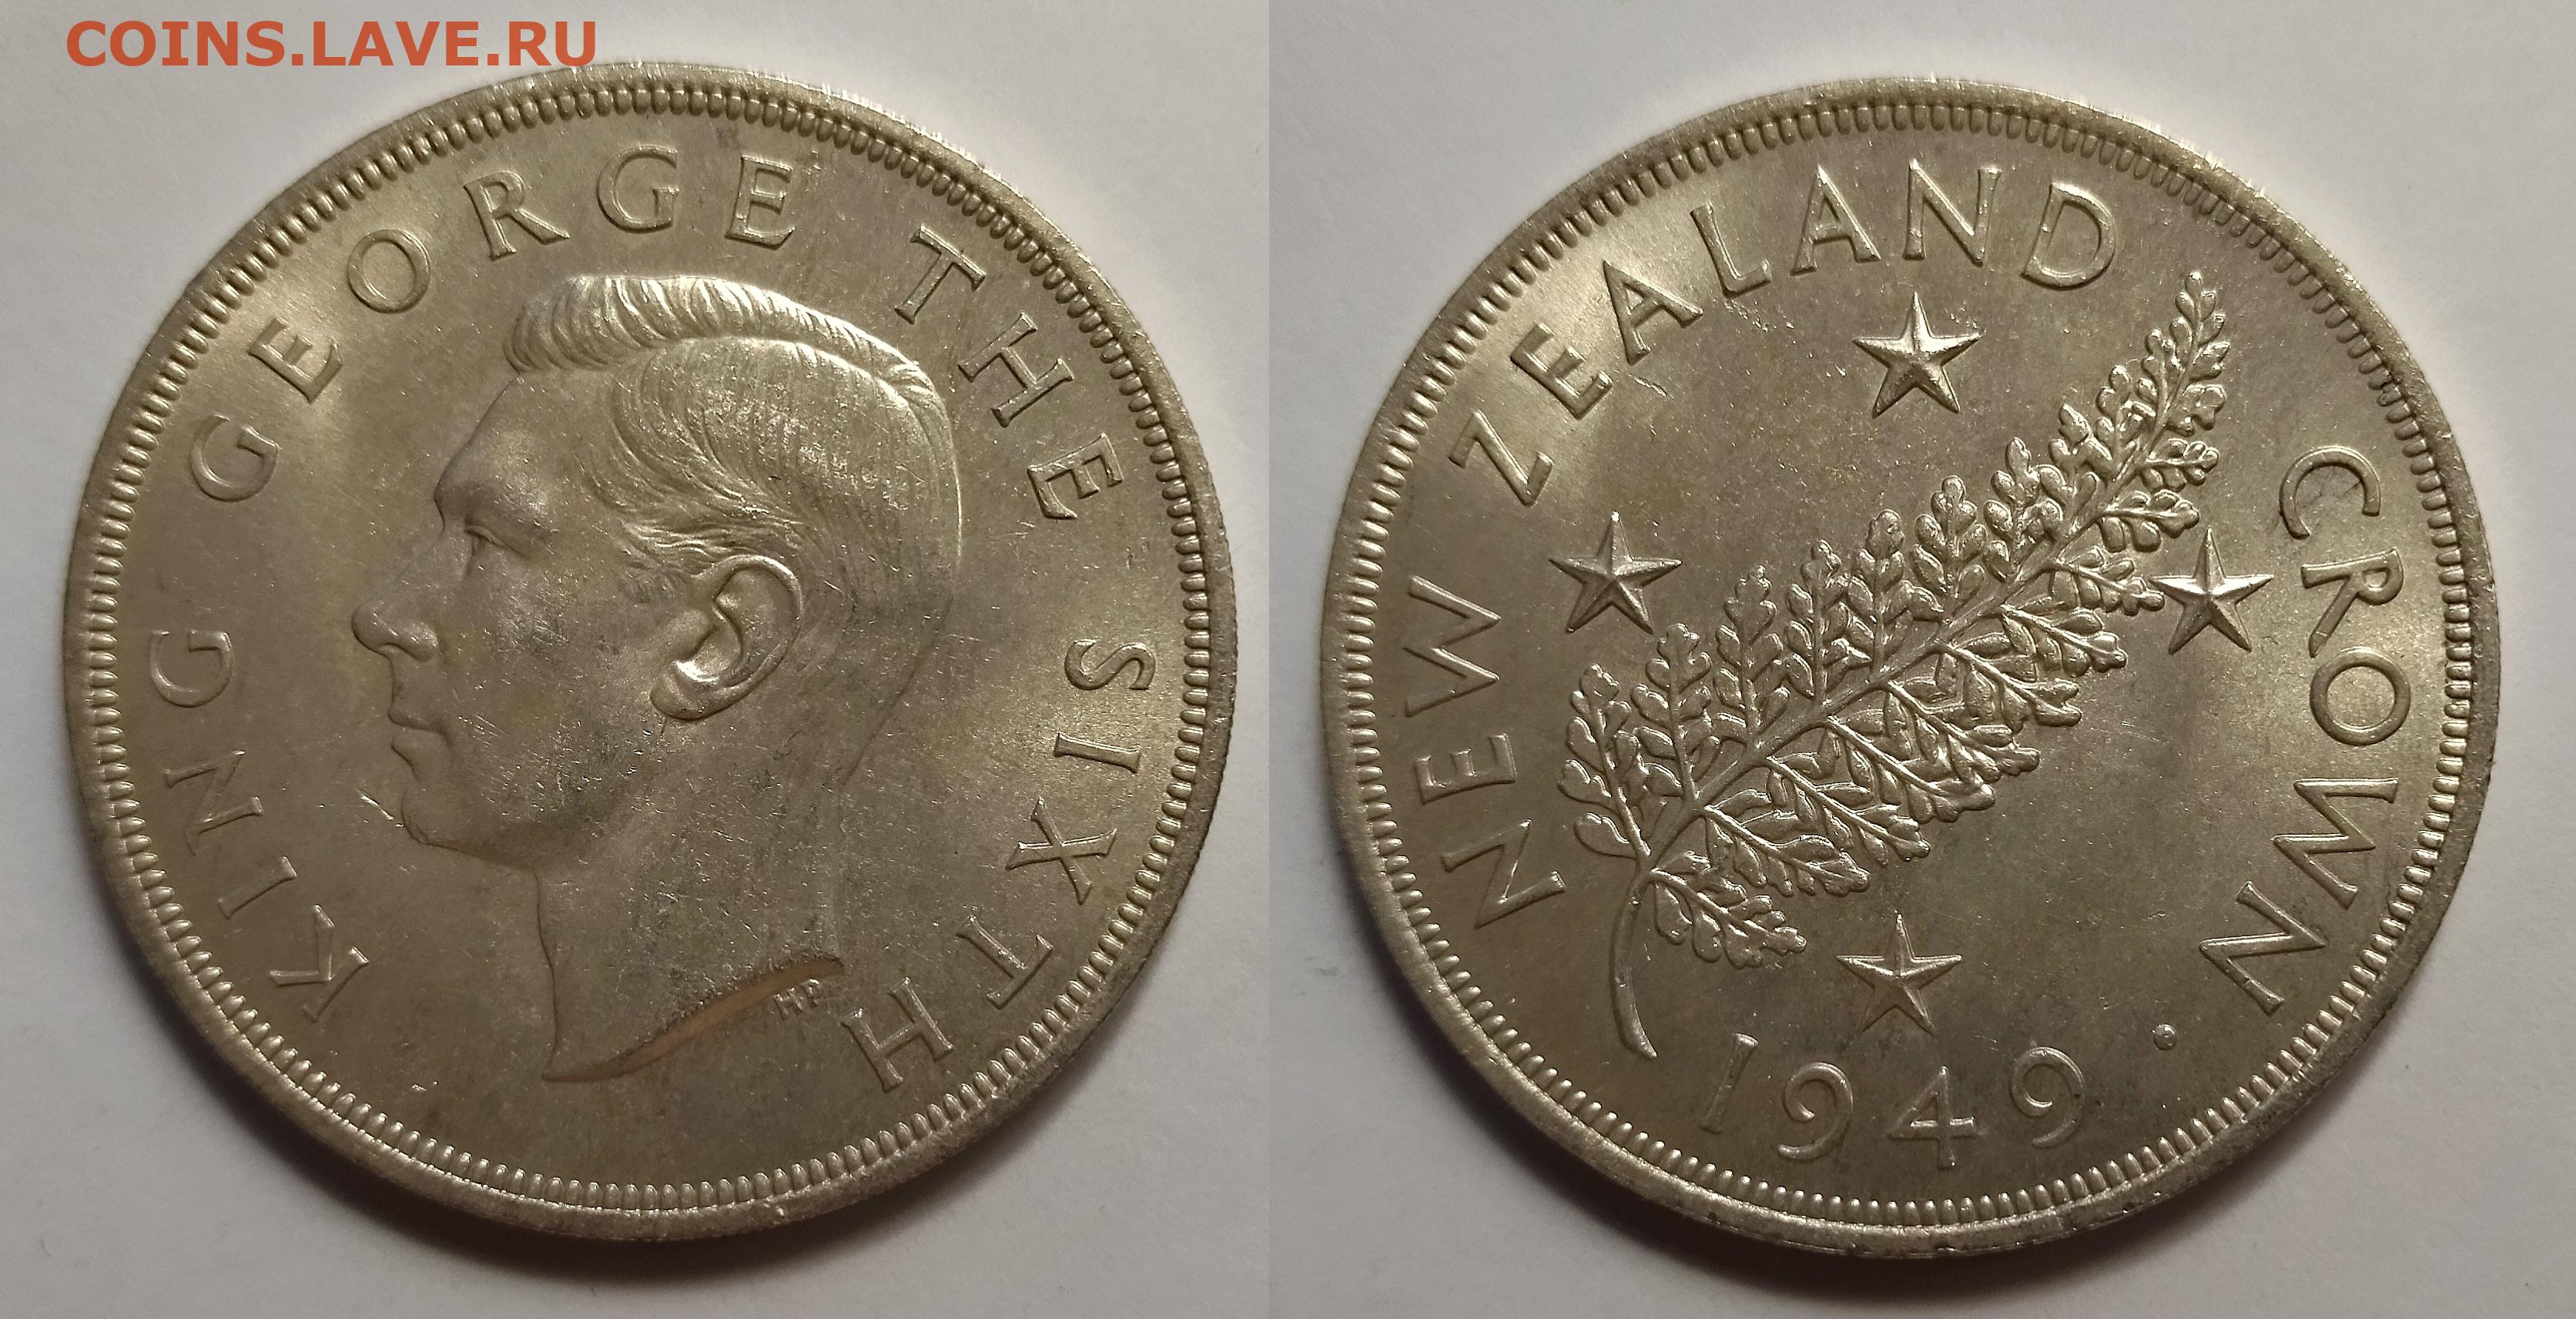 COINS.LAVE.RU
KING GEORGE THE SIXTH
HP
NEW ZEALAND CROWN
1949